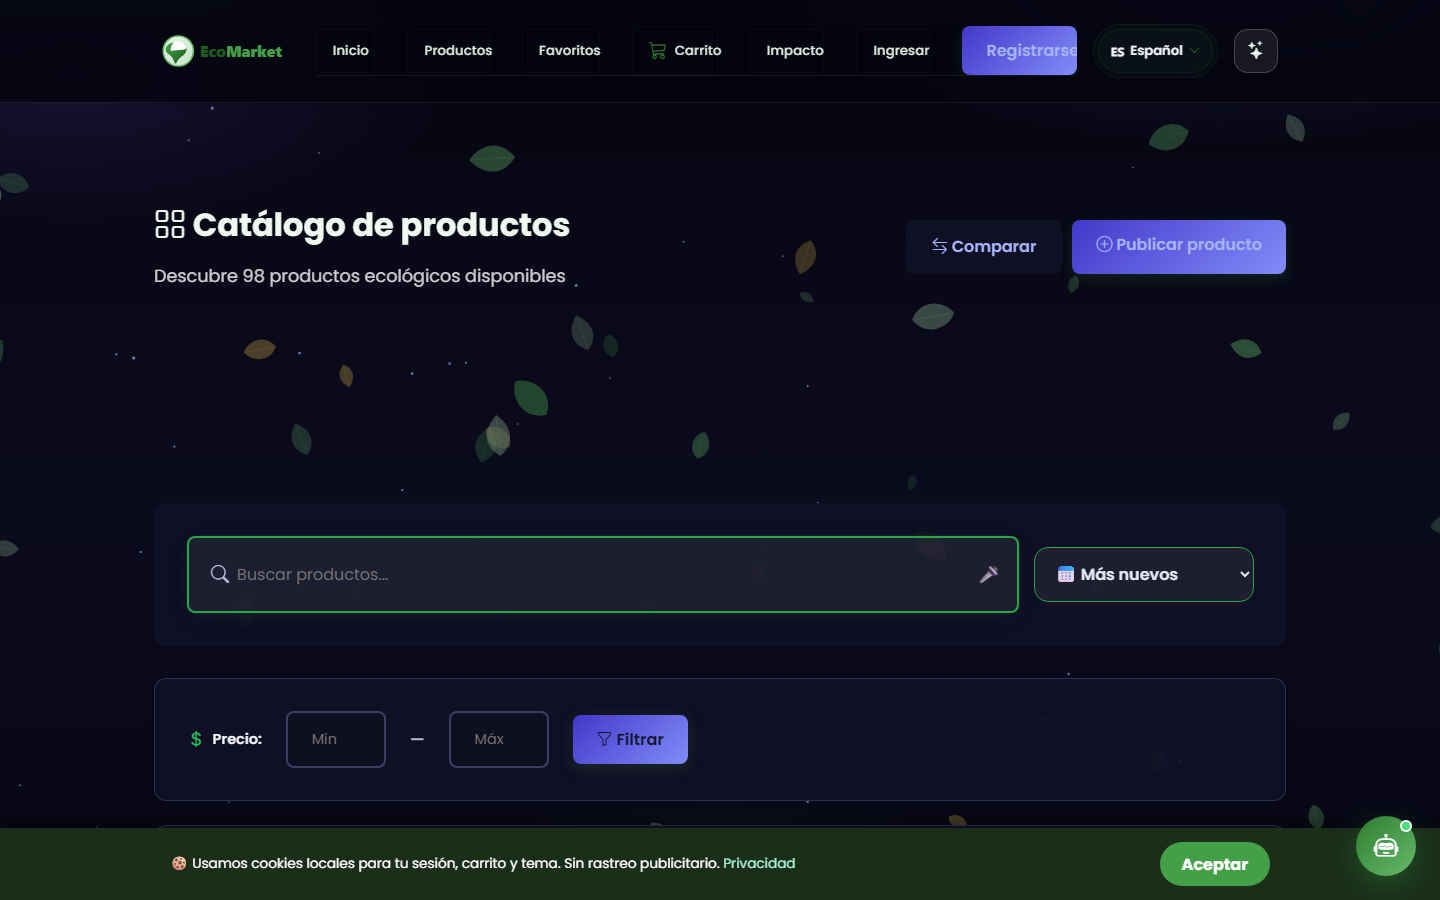 EcoMarket
Inicio
Productos
Favoritos
Carrito
Impacto
Ingresar
Registrarse
ES Español
Catálogo de productos
Descubre 98 productos ecológicos disponibles
Comparar
Publicar producto
Buscar productos...
Más nuevos
$ Precio:
Mín
—
Máx
Filtrar
Usamos cookies locales para tu sesión, carrito y tema. Sin rastreo publicitario. Privacidad
Aceptar